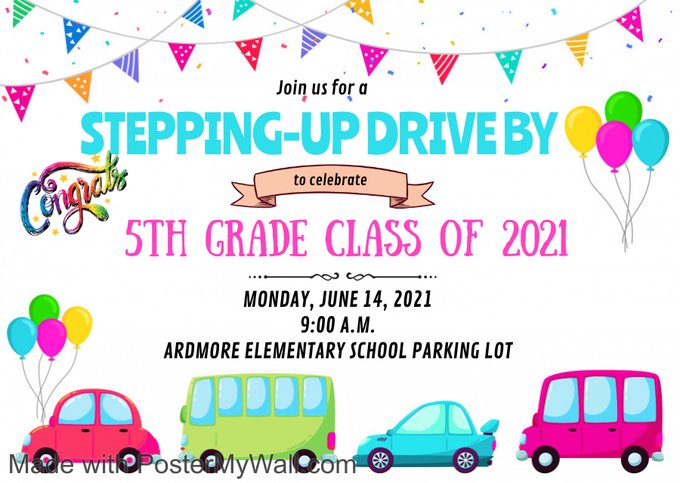 Join us for a
STEPPING-UP DRIVE BY
to celebrate
Congrats
5TH GRADE CLASS OF 2021
MONDAY, JUNE 14, 2021
9:00 A.M.
ARDMORE ELEMENTARY SCHOOL PARKING LOT
Made with PosterMyWall.com